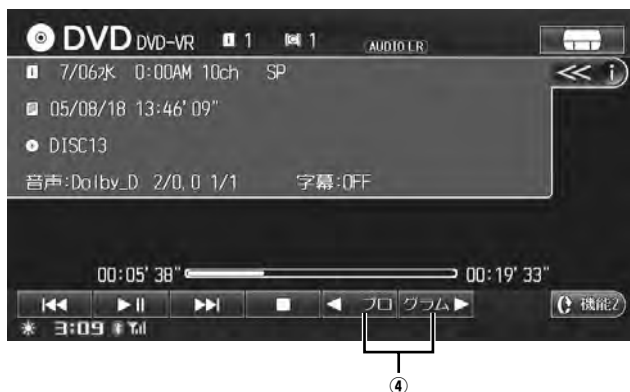 DVD DVD-VR 1 1 AUDIO LR
7/06水 0:00AM 10ch SP
i
05/08/18 13:46'09"
DISC13
音声:Dolby_D 2/0,0 1/1 字幕:OFF
00:05'38" 00:19'33"
プロ グラム 機能2
3:09
④